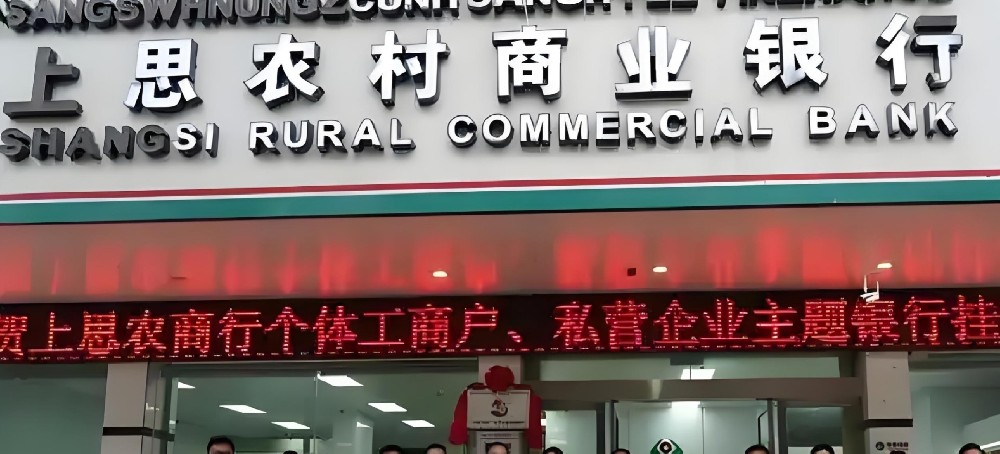 上思农村商业银行
SHANGSI RURAL COMMERCIAL BANK
贺上思农商行个体工商户、私营企业主题银行挂